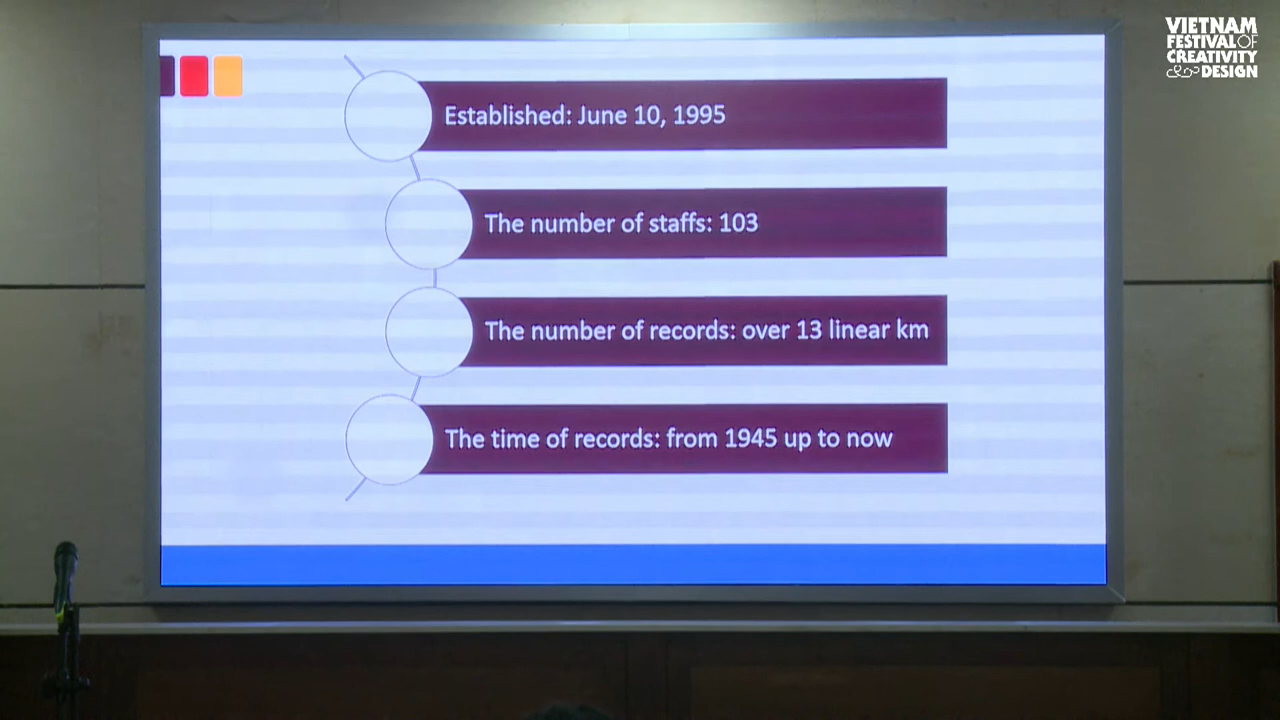 VIETNAM
FESTIVAL OF
CREATIVITY
& DESIGN
Established: June 10, 1995
The number of staffs: 103
The number of records: over 13 linear km
The time of records: from 1945 up to now